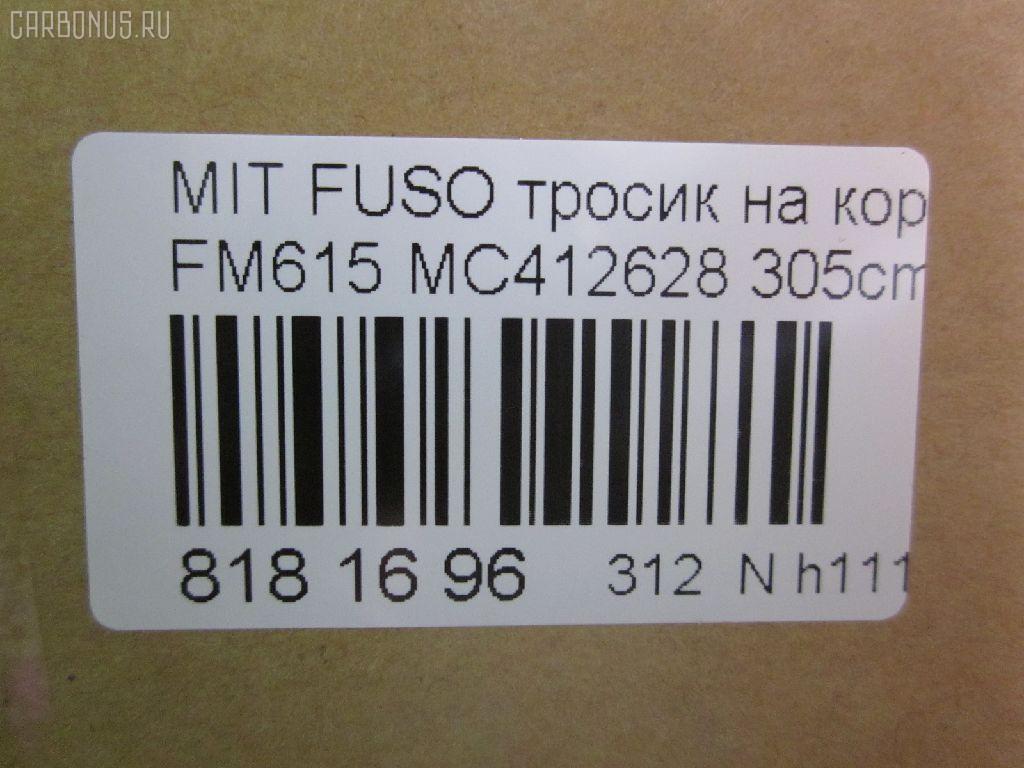 CARBONUS.RU
MIT FUSO тросик на кор
FM615 MC412628 305cm
818 16 96 312 N h111